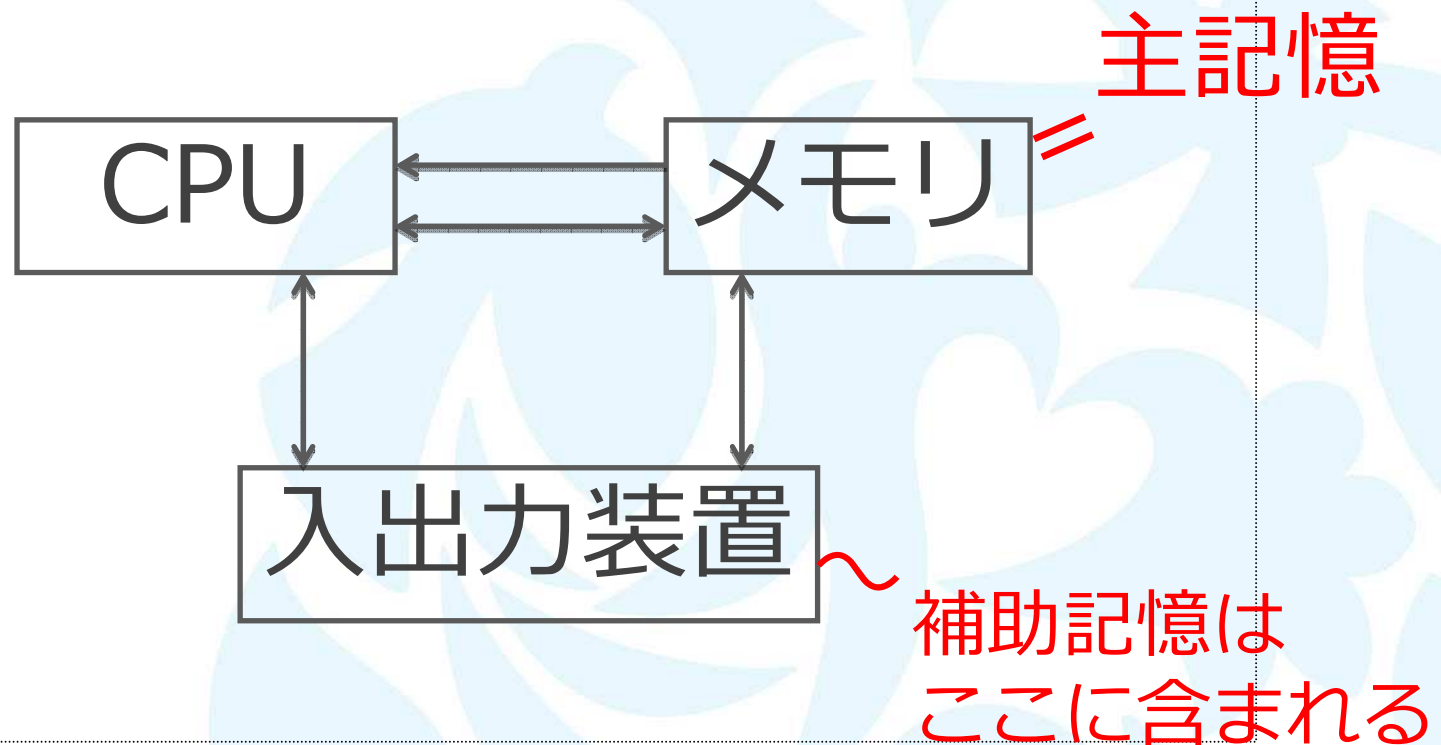 主記憶
CPU
メモリ
入出力装置
補助記憶は
ここに含まれる